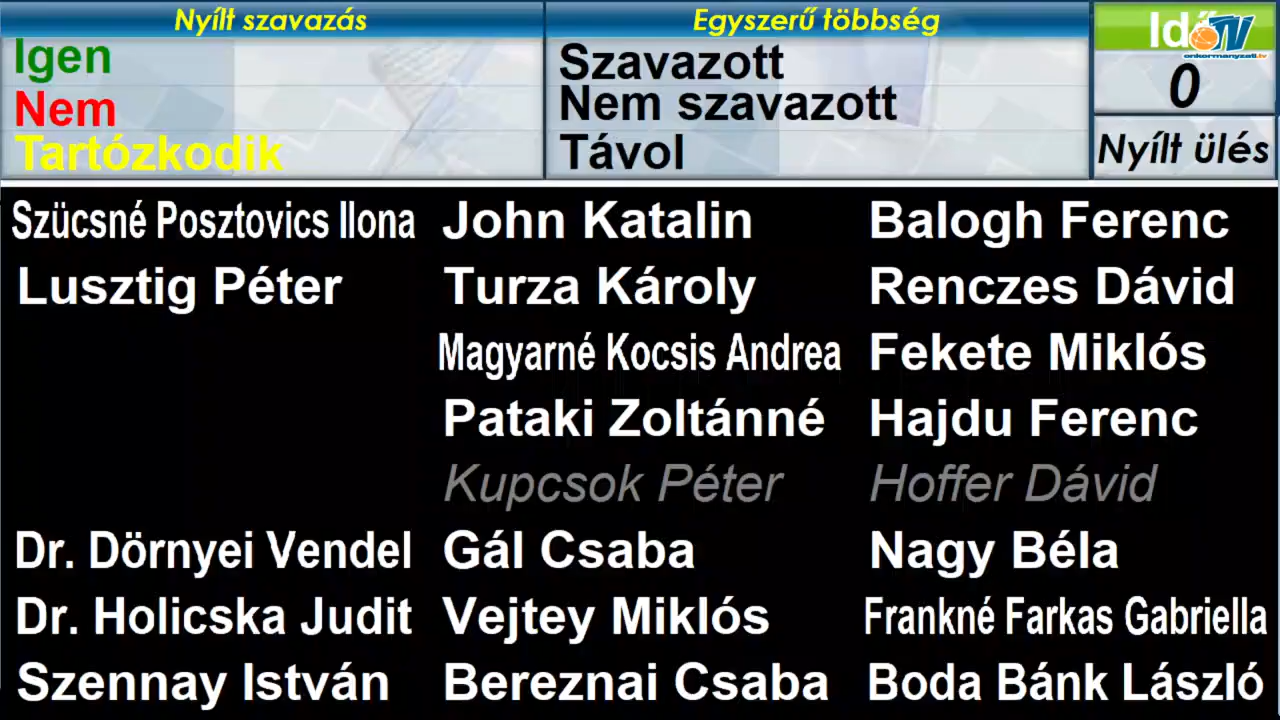 Nyílt szavazás
Egyszerű többség
Idő
TV
onkormanyzati.tv
Igen
Nem
Tartózkodik
Szavazott
Nem szavazott
Távol
0
Nyílt ülés
Szücsné Posztovics Ilona John Katalin Balogh Ferenc
Lusztig Péter Turza Károly Renczes Dávid
Magyarné Kocsis Andrea Fekete Miklós
Pataki Zoltánné Hajdu Ferenc
Kupcsok Péter Hoffer Dávid
Dr. Dörnyei Vendel Gál Csaba Nagy Béla
Dr. Holicska Judit Vejtey Miklós Frankné Farkas Gabriella
Szennay István Bereznai Csaba Boda Bánk László